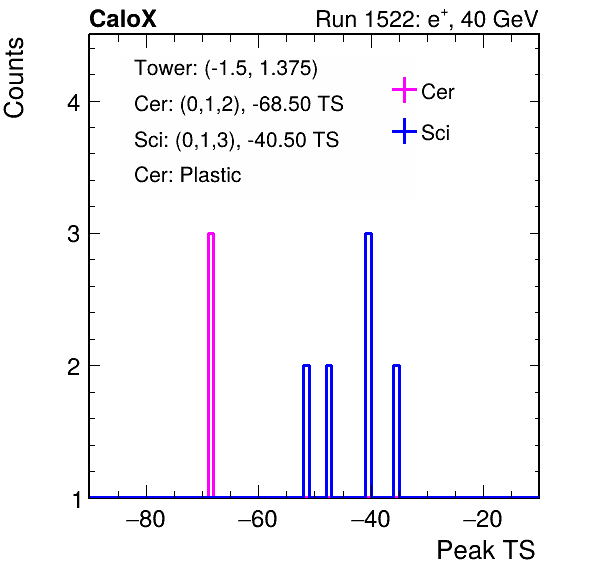 CaloX Run 1522: e⁺, 40 GeV
Counts
Tower: (-1.5, 1.375)
Cer: (0,1,2), -68.50 TS
Sci: (0,1,3), -40.50 TS
Cer: Plastic
Cer
Sci
4
3
2
1
−80 −60 −40 −20
Peak TS